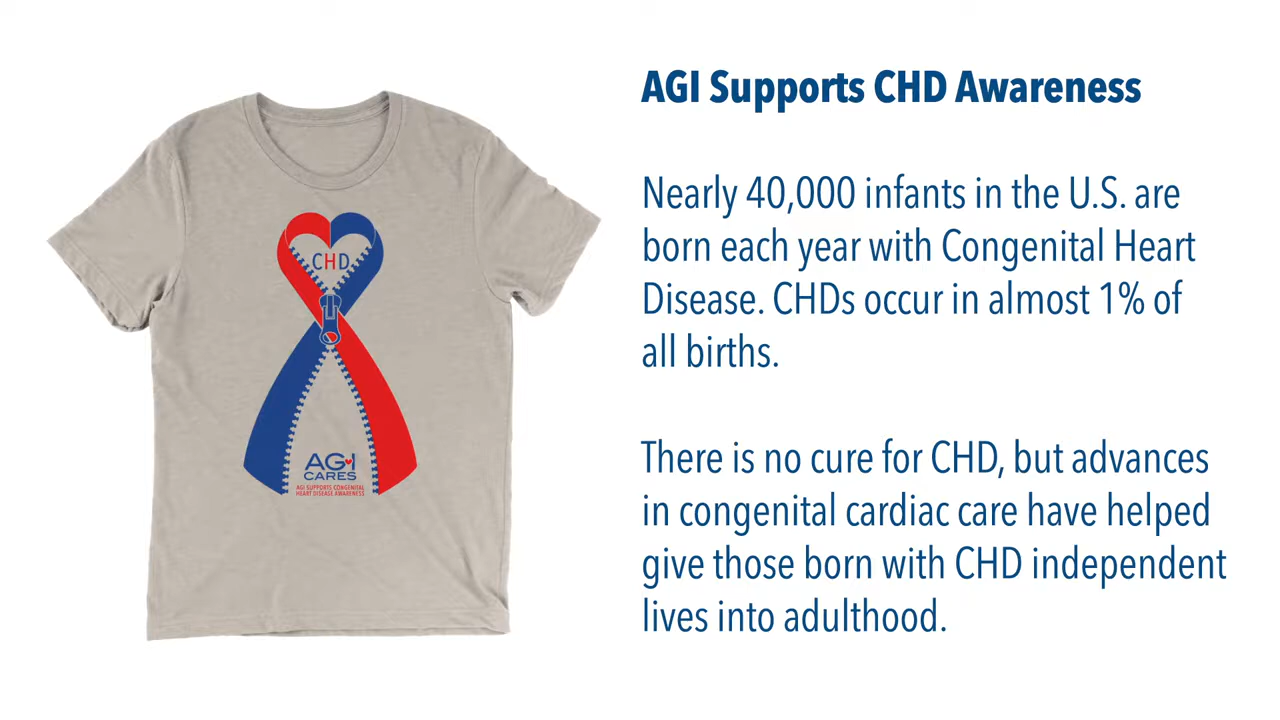 AGI Supports CHD Awareness
Nearly 40,000 infants in the U.S. are
born each year with Congenital Heart
Disease. CHDs occur in almost 1% of
all births.
There is no cure for CHD, but advances
in congenital cardiac care have helped
give those born with CHD independent
lives into adulthood.
CHD
AGI
CARES
AGI SUPPORTS CONGENITAL
HEART DISEASE AWARENESS